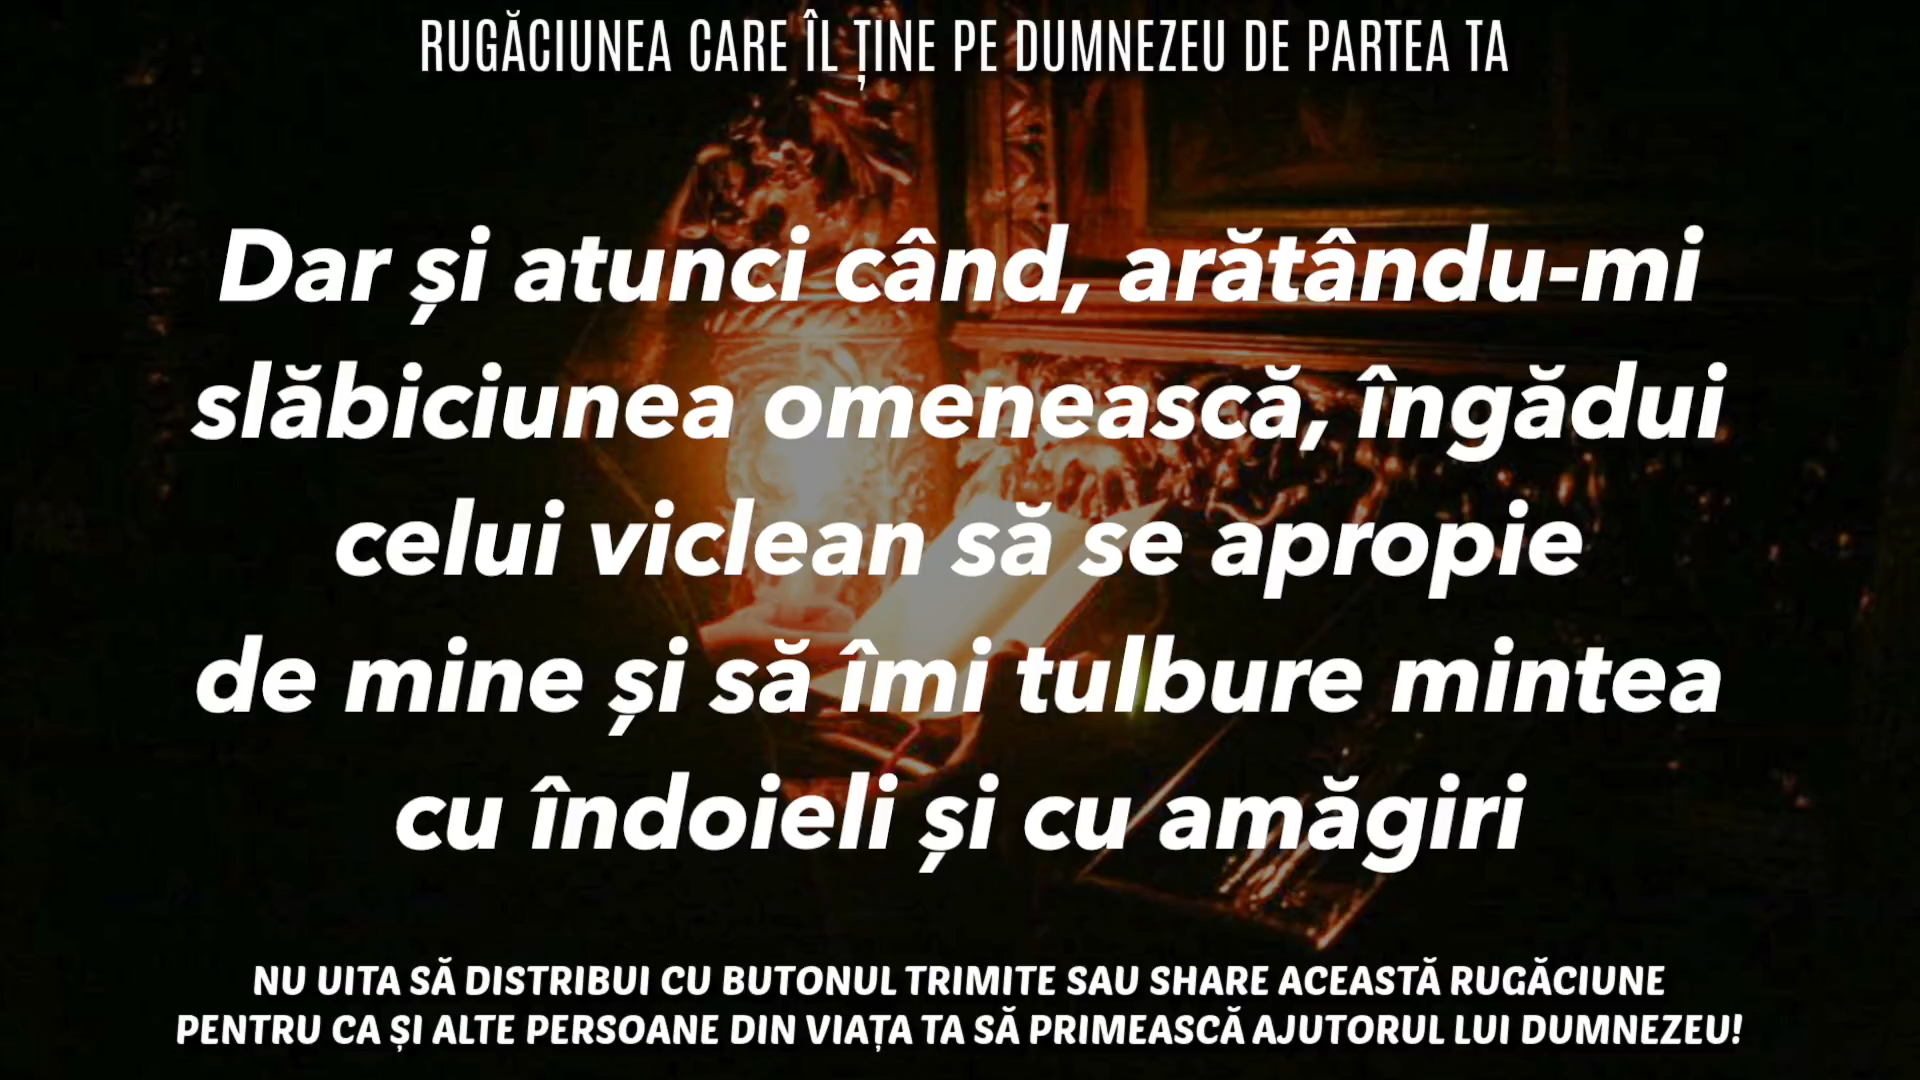 RUGĂCIUNEA CARE ÎL ȚINE PE DUMNEZEU DE PARTEA TA
Dar și atunci când, arătându-mi
slăbiciunea omenească, îngădui
celui viclean să se apropie
de mine și să îmi tulbure mintea
cu îndoieli și cu amăgiri
NU UITA SĂ DISTRIBUI CU BUTONUL TRIMITE SAU SHARE ACEASTĂ RUGĂCIUNE
PENTRU CA ȘI ALTE PERSOANE DIN VIAȚA TA SĂ PRIMEASCĂ AJUTORUL LUI DUMNEZEU!